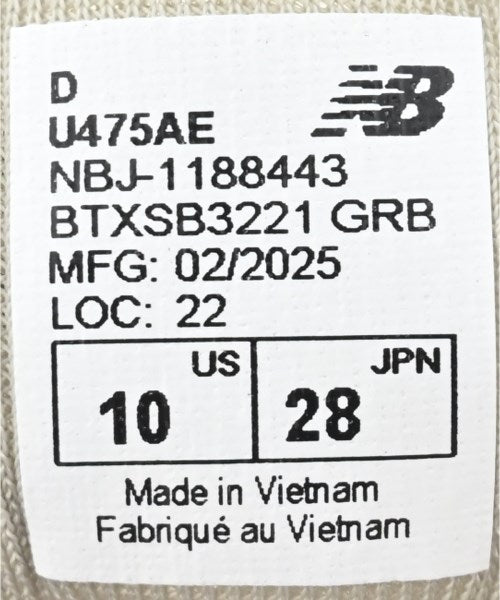 D
U475AE
NB
NBJ-1188443
BTXSB3221 GRB
MFG: 02/2025
LOC: 22
US
10
JPN
28
Made in Vietnam
Fabriqué au Vietnam